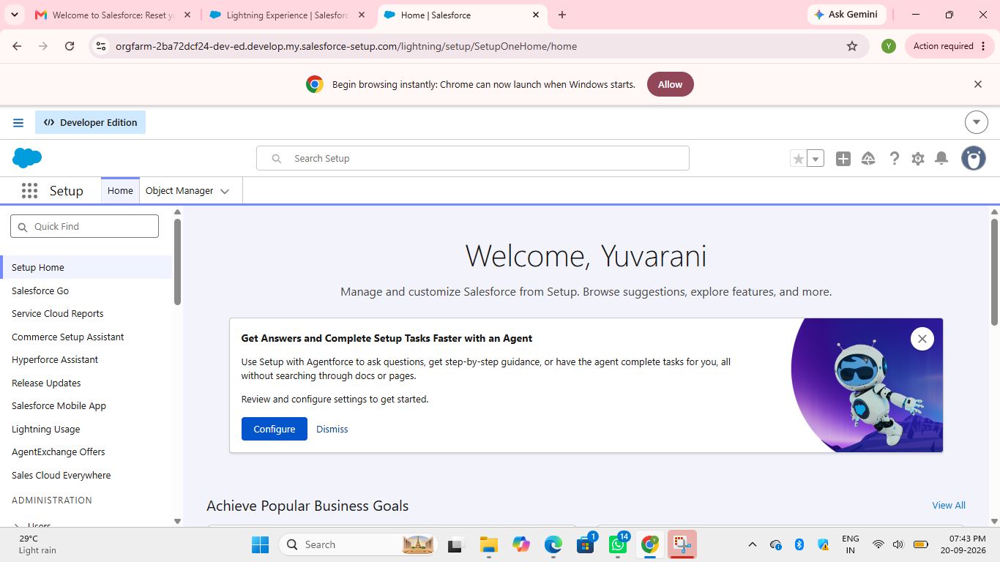 Welcome to Salesforce: Reset y
Lightning Experience | Salesforc
Home | Salesforce
Ask Gemini
orgfarm-2ba72dcf24-dev-ed.develop.my.salesforce-setup.com/lightning/setup/SetupOneHome/home
Y
Action required
Begin browsing instantly: Chrome can now launch when Windows starts.
Allow
Developer Edition
Search Setup
Setup
Home
Object Manager
Quick Find
Setup Home
Salesforce Go
Service Cloud Reports
Commerce Setup Assistant
Hyperforce Assistant
Release Updates
Salesforce Mobile App
Lightning Usage
AgentExchange Offers
Sales Cloud Everywhere
ADMINISTRATION
Users
Welcome, Yuvarani
Manage and customize Salesforce from Setup. Browse suggestions, explore features, and more.
Get Answers and Complete Setup Tasks Faster with an Agent
Use Setup with Agentforce to ask questions, get step-by-step guidance, or have the agent complete tasks for you, all
without searching through docs or pages.
Review and configure settings to get started.
Configure
Dismiss
Achieve Popular Business Goals
View All
29°C
Light rain
Search
1
14
ENG
IN
07:43 PM
20-09-2026